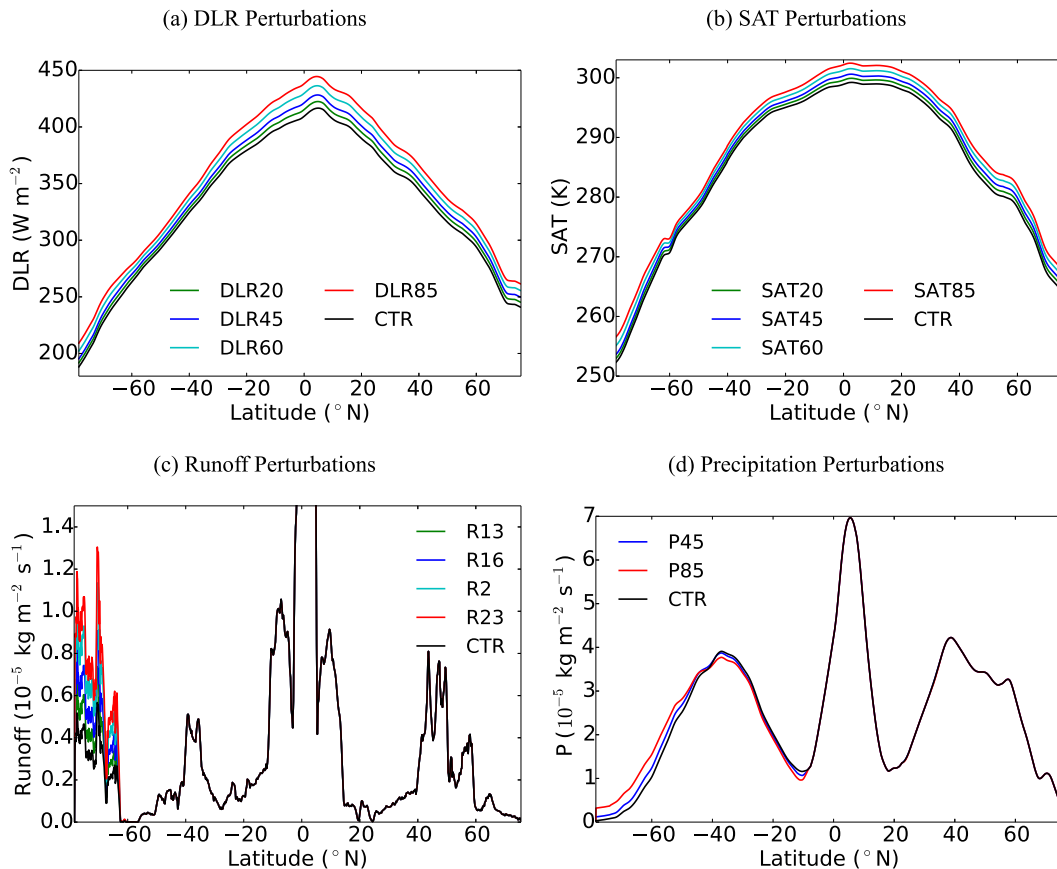 (a) DLR Perturbations
450
400
350
300
250
200
DLR (W m⁻²)
DLR20
DLR45
DLR60
DLR85
CTR
−60 −40 −20 0 20 40 60
Latitude (°N)
(b) SAT Perturbations
300
290
280
270
260
250
SAT (K)
SAT20
SAT45
SAT60
SAT85
CTR
−60 −40 −20 0 20 40 60
Latitude (°N)
(c) Runoff Perturbations
1.4
1.2
1.0
0.8
0.6
0.4
0.2
0.0
Runoff (10⁻⁵ kg m⁻² s⁻¹)
R13
R16
R2
R23
CTR
−60 −40 −20 0 20 40 60
Latitude (°N)
(d) Precipitation Perturbations
7
6
5
4
3
2
1
0
P (10⁻⁵ kg m⁻² s⁻¹)
P45
P85
CTR
−60 −40 −20 0 20 40 60
Latitude (°N)